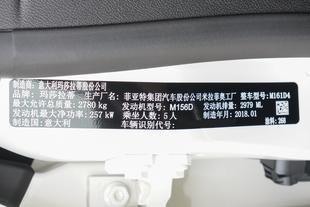 制造商：意大利玛莎拉蒂股份公司
品牌：玛莎拉蒂 生产厂名：菲亚特集团汽车股份公司米拉菲奥工厂 整车型号：M161D4
最大允许总质量：2780 kg 发动机型号：M156D 发动机排量：2979 ML
发动机最大净功率：257 kW 乘坐人数：5人 制造年月：2018.01
制造国：意大利 车辆识别代号： 涂料：268